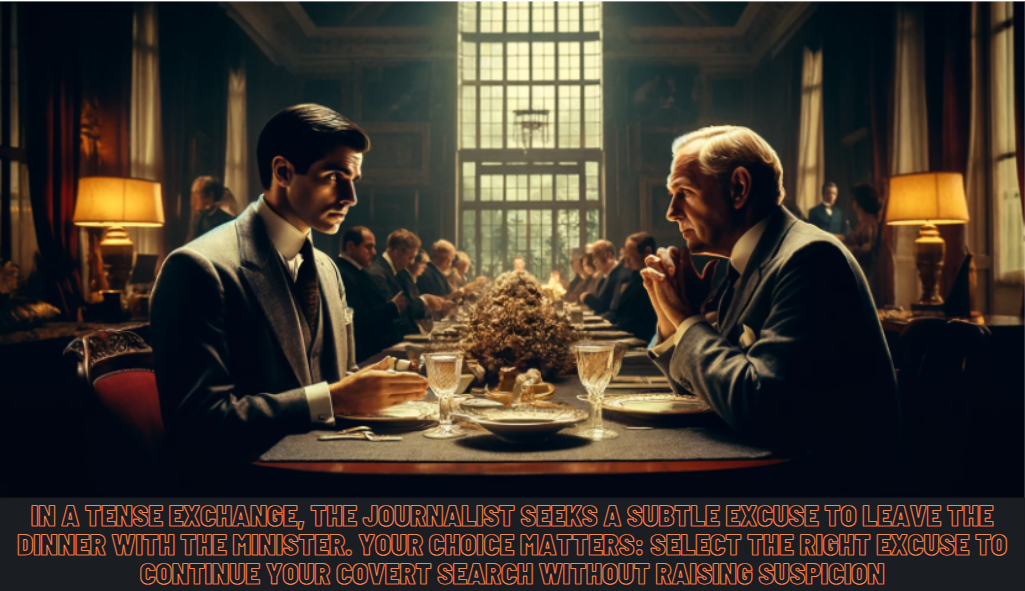 IN A TENSE EXCHANGE, THE JOURNALIST SEEKS A SUBTLE EXCUSE TO LEAVE THE
DINNER WITH THE MINISTER. YOUR CHOICE MATTERS: SELECT THE RIGHT EXCUSE TO
CONTINUE YOUR COVERT SEARCH WITHOUT RAISING SUSPICION